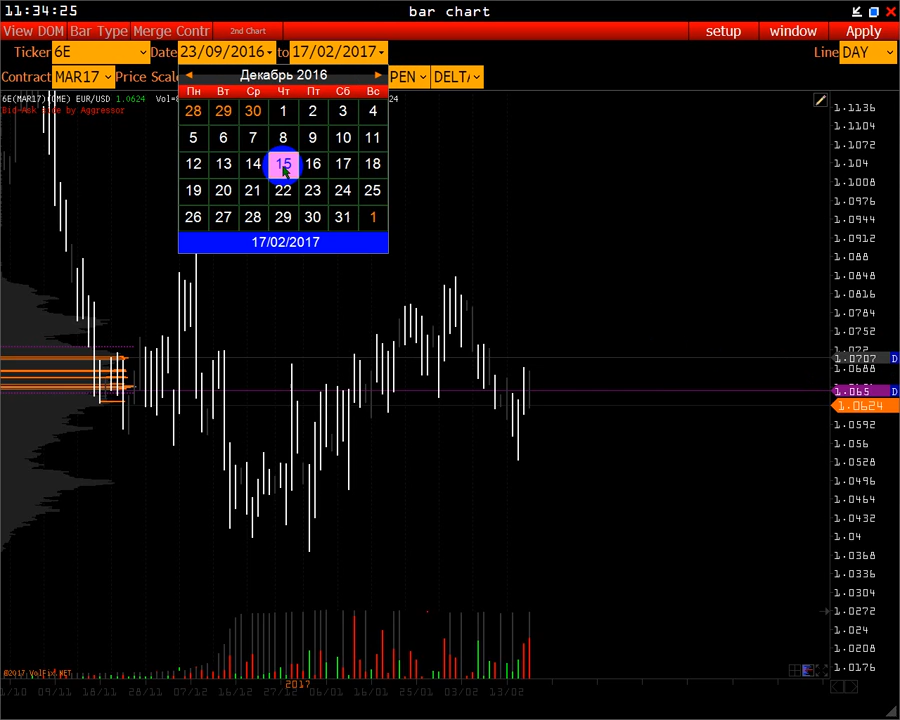 11:34:25 bar chart
View DOM Bar Type Merge Contr 2nd Chart setup window Apply
Ticker 6E Date 23/09/2016 to 17/02/2017 Line DAY
Contract MAR17 Price Scale PEN DELTA
Декабрь 2016
Пн Вт Ср Чт Пт Сб Вс
28 29 30 1 2 3 4
5 6 7 8 9 10 11
12 13 14 15 16 17 18
19 20 21 22 23 24 25
26 27 28 29 30 31 1
17/02/2017
6E(MAR17)(CME) EUR/USD 1.0624 Vol= 24
by Aggressor
1.1136
1.1104
1.1072
1.104
1.1008
1.0976
1.0944
1.0912
1.088
1.0848
1.0816
1.0784
1.0752
1.0707 D
1.0688
1.065 D
1.0624
1.0592
1.056
1.0528
1.0496
1.0464
1.0432
1.04
1.0368
1.0336
1.0304
1.0272
1.024
1.0208
1.0176
©2017 VolFix.NET
1/10 09/11 18/11 28/11 07/12 16/12 27/12 2017 06/01 16/01 25/01 03/02 13/02